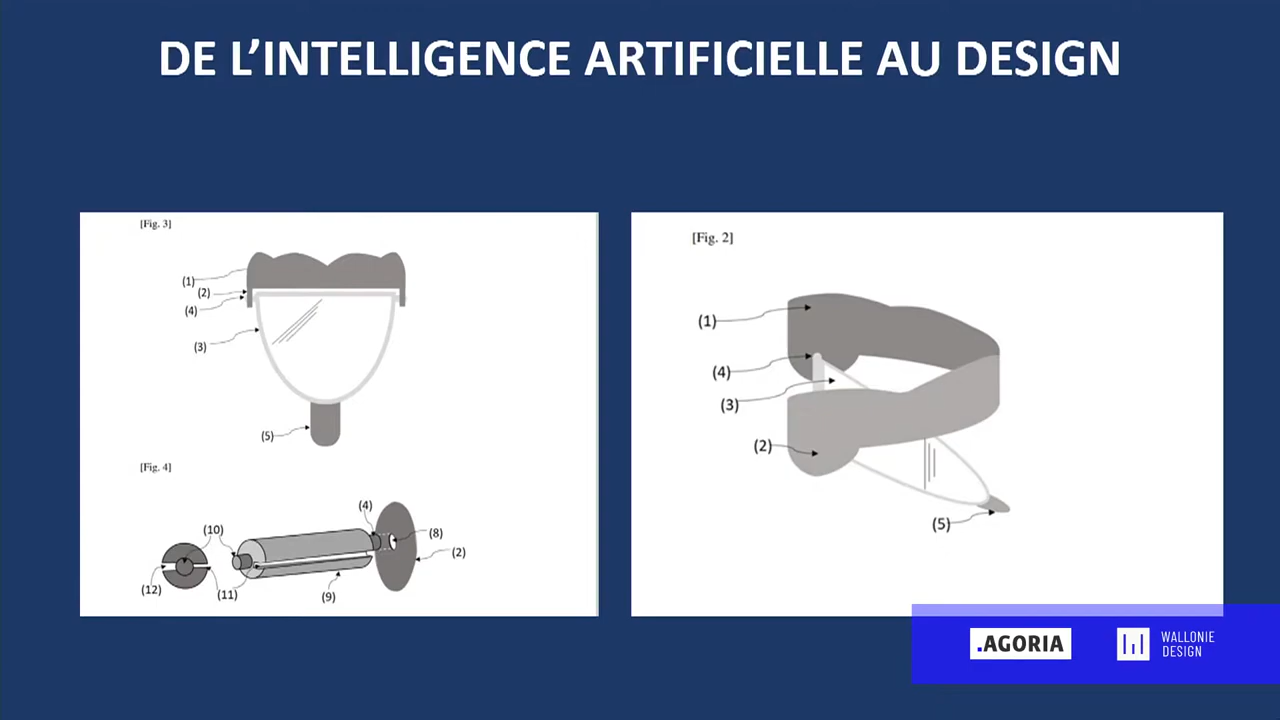 DE L’INTELLIGENCE ARTIFICIELLE AU DESIGN
[Fig. 3]
(1)
(2)
(4)
(3)
(5)
[Fig. 4]
(4)
(10)
(8)
(2)
(12)
(11)
(9)
[Fig. 2]
(1)
(4)
(3)
(2)
(5)
.AGORIA
WALLONIE
DESIGN